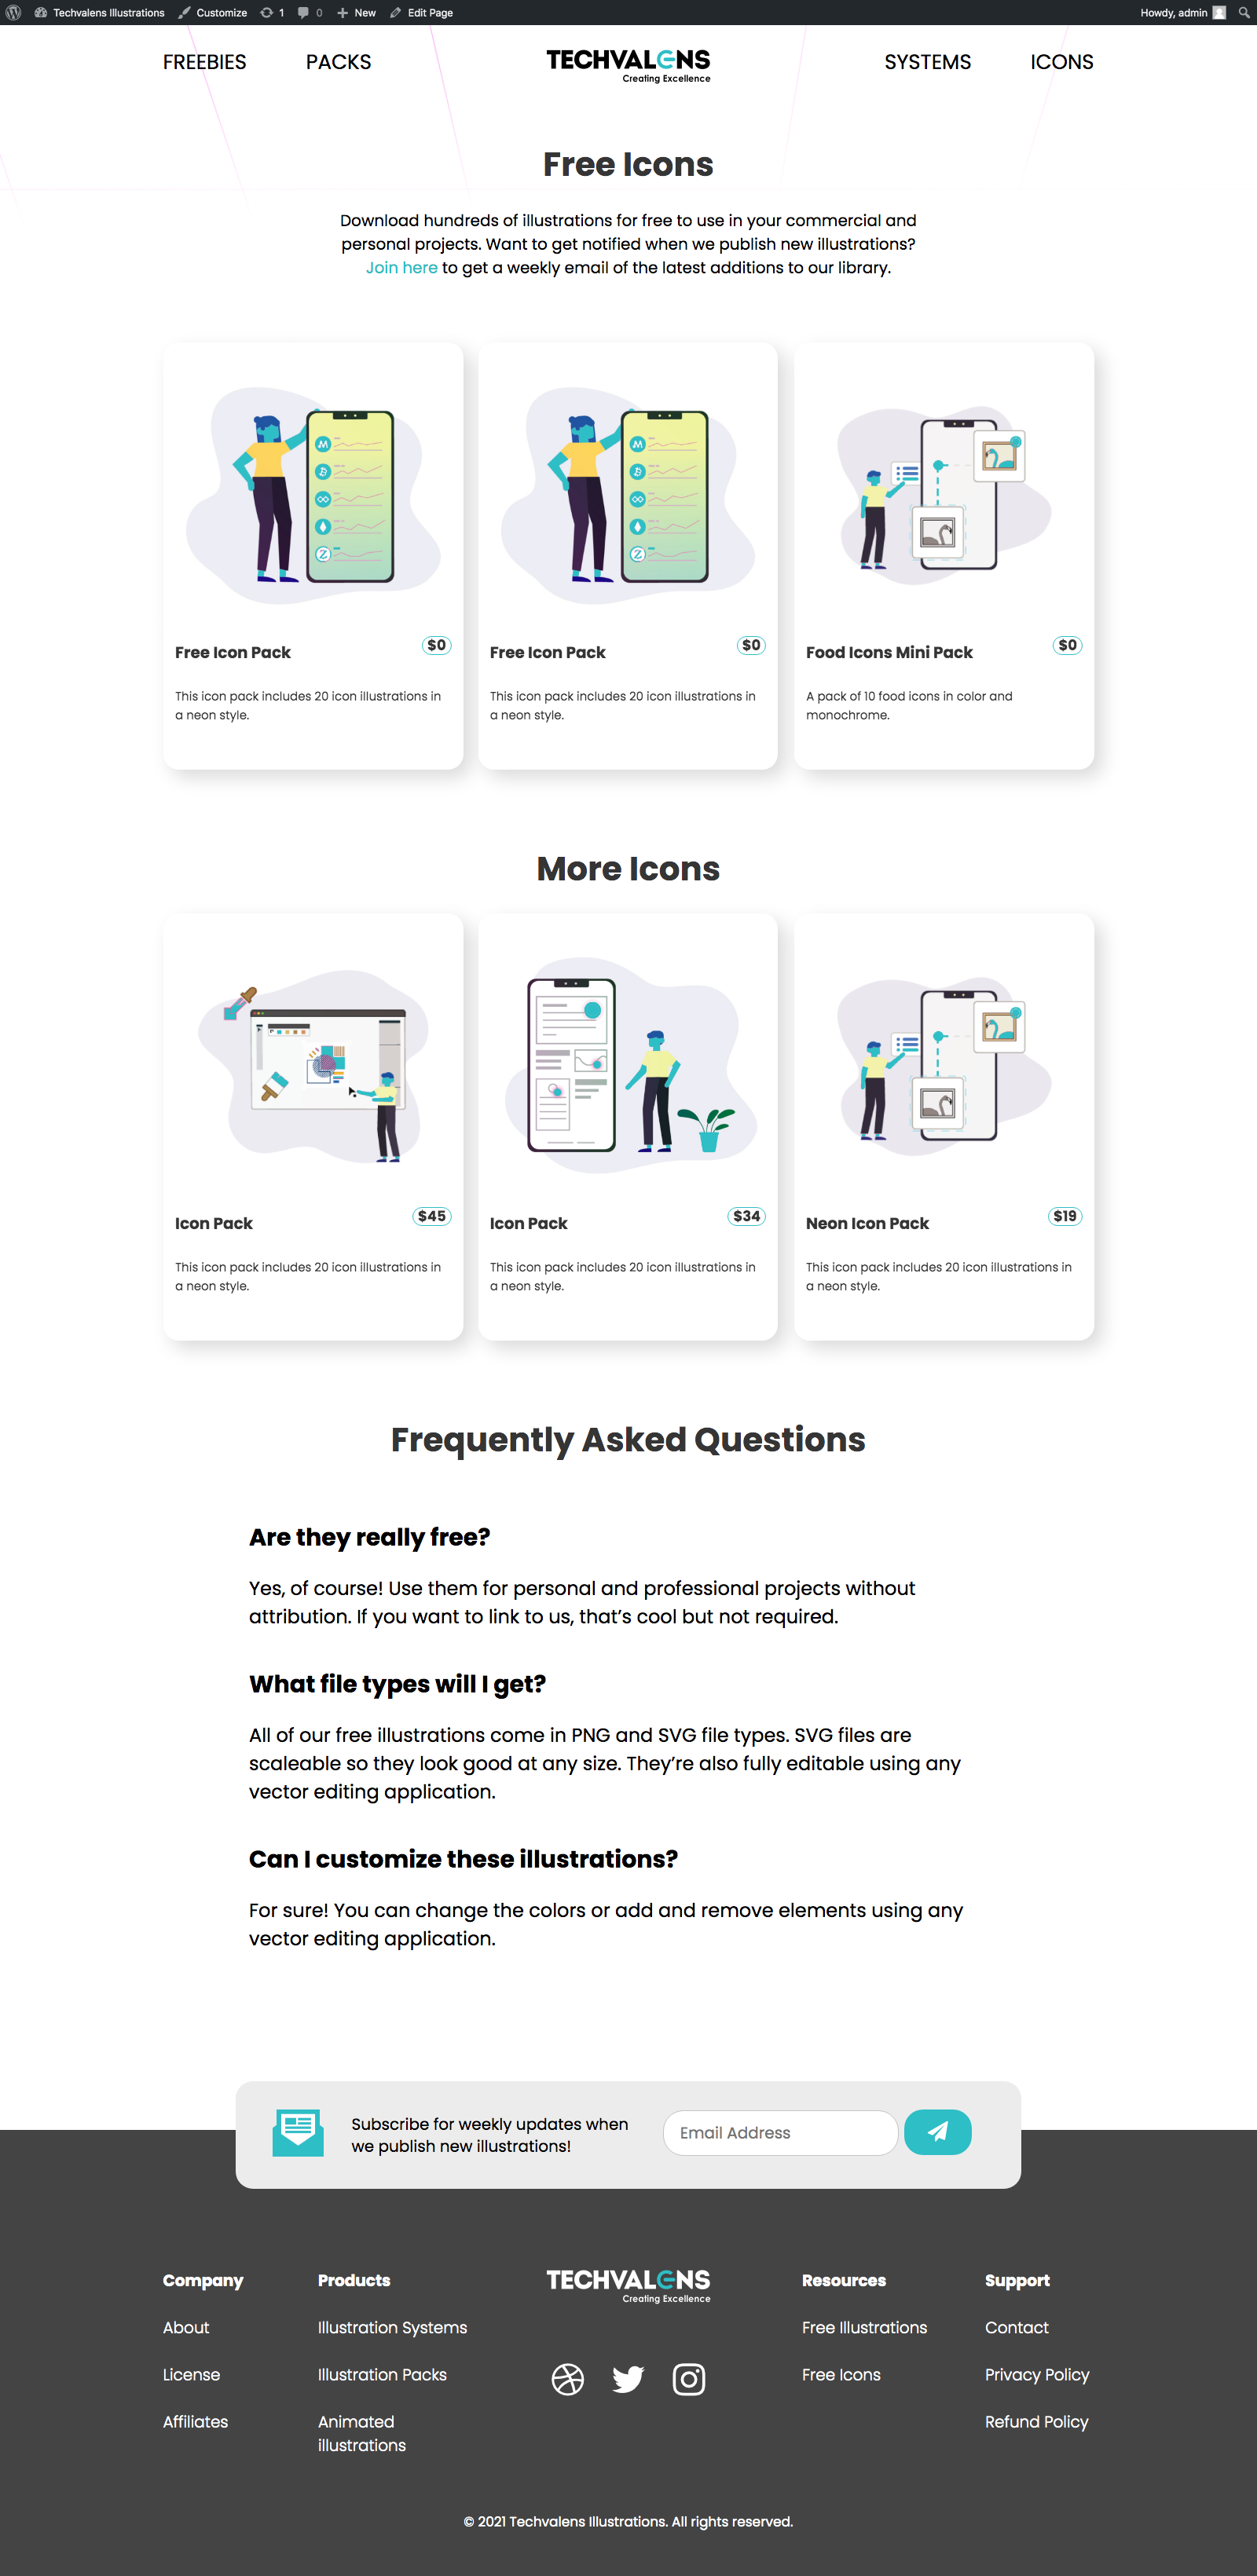 Techvalens Illustrations Customize 1 0 New Edit Page Howdy, admin
FREEBIES PACKS TECHVALENS SYSTEMS ICONS
Creating Excellence
Free Icons
Download hundreds of illustrations for free to use in your commercial and
personal projects. Want to get notified when we publish new illustrations?
Join here to get a weekly email of the latest additions to our library.
Free Icon Pack $0
This icon pack includes 20 icon illustrations in
a neon style.
Free Icon Pack $0
This icon pack includes 20 icon illustrations in
a neon style.
Food Icons Mini Pack $0
A pack of 10 food icons in color and
monochrome.
More Icons
Icon Pack $45
This icon pack includes 20 icon illustrations in
a neon style.
Icon Pack $34
This icon pack includes 20 icon illustrations in
a neon style.
Neon Icon Pack $19
This icon pack includes 20 icon illustrations in
a neon style.
Frequently Asked Questions
Are they really free?
Yes, of course! Use them for personal and professional projects without
attribution. If you want to link to us, that’s cool but not required.
What file types will I get?
All of our free illustrations come in PNG and SVG file types. SVG files are
scaleable so they look good at any size. They’re also fully editable using any
vector editing application.
Can I customize these illustrations?
For sure! You can change the colors or add and remove elements using any
vector editing application.
Subscribe for weekly updates when
we publish new illustrations!
Email Address
Company
About
License
Affiliates
Products
Illustration Systems
Illustration Packs
Animated
illustrations
TECHVALENS
Creating Excellence
Resources
Free Illustrations
Free Icons
Support
Contact
Privacy Policy
Refund Policy
© 2021 Techvalens Illustrations. All rights reserved.